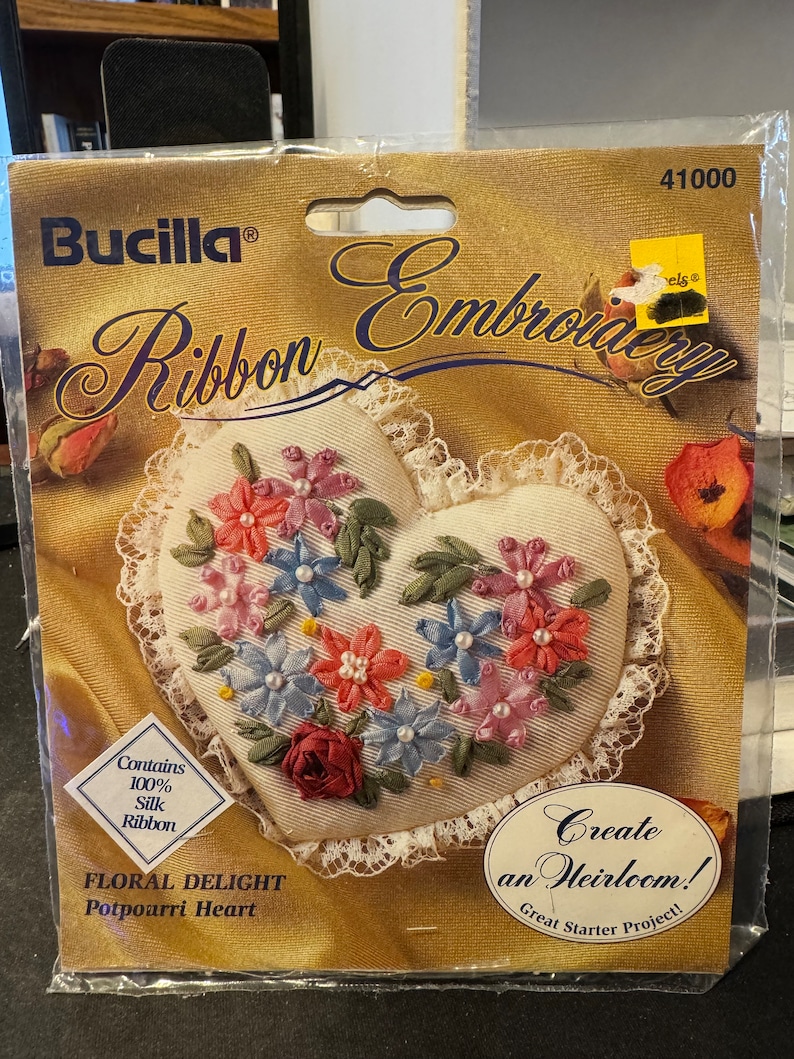 41000
Bucilla®
Ribbon Embroidery
Contains
100%
Silk
Ribbon
FLORAL DELIGHT
Potpourri Heart
Create
an Heirloom!
Great Starter Project!